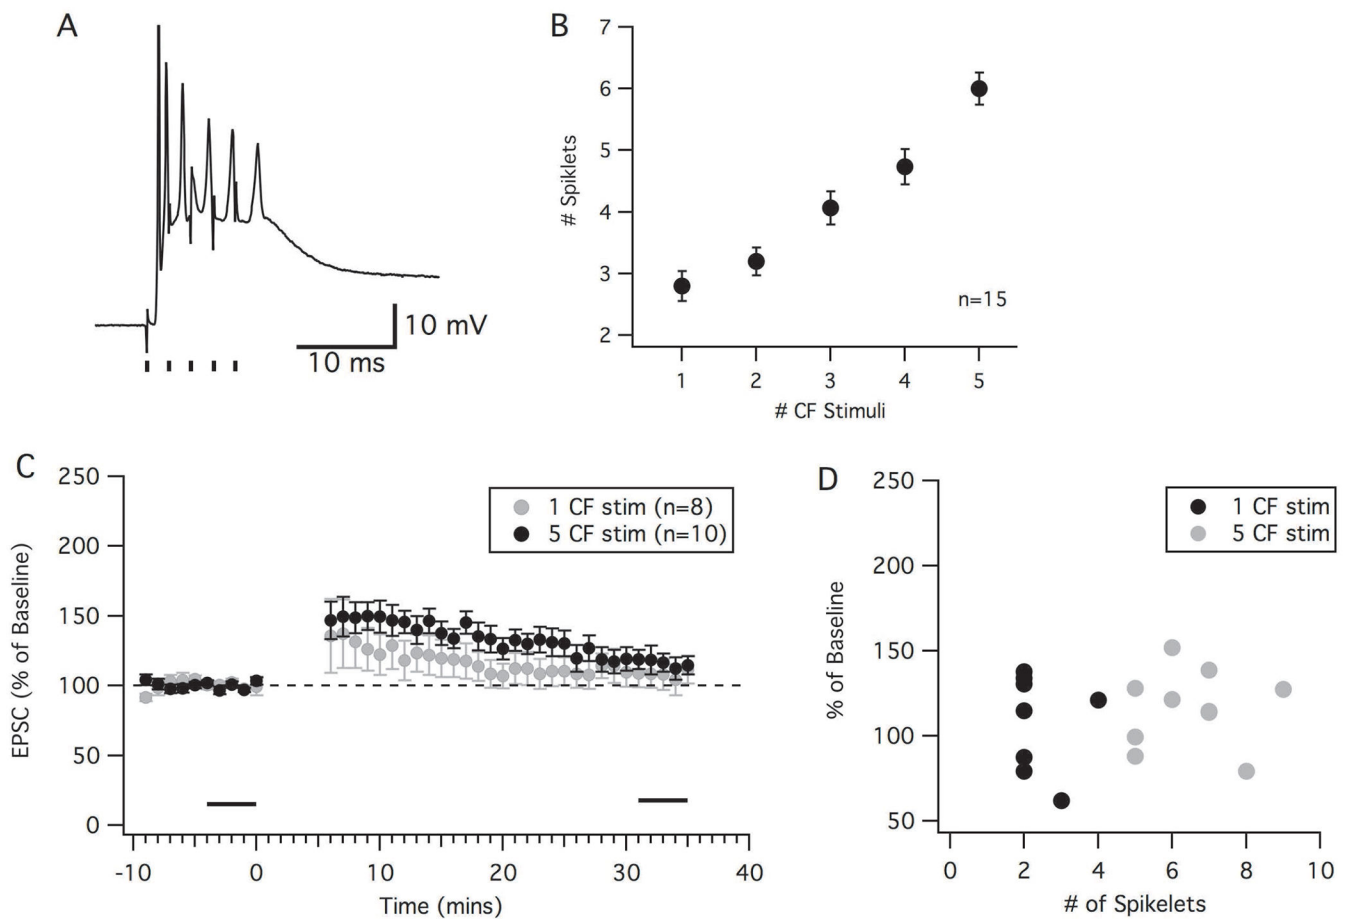 A
10 mV
10 ms
B
7
6
5
4
3
2
# Spiklets
n=15
1 2 3 4 5
# CF Stimuli
C
250
200
150
100
50
0
EPSC (% of Baseline)
1 CF stim (n=8)
5 CF stim (n=10)
-10 0 10 20 30 40
Time (mins)
D
250
200
150
100
50
% of Baseline
1 CF stim
5 CF stim
0 2 4 6 8 10
# of Spikelets